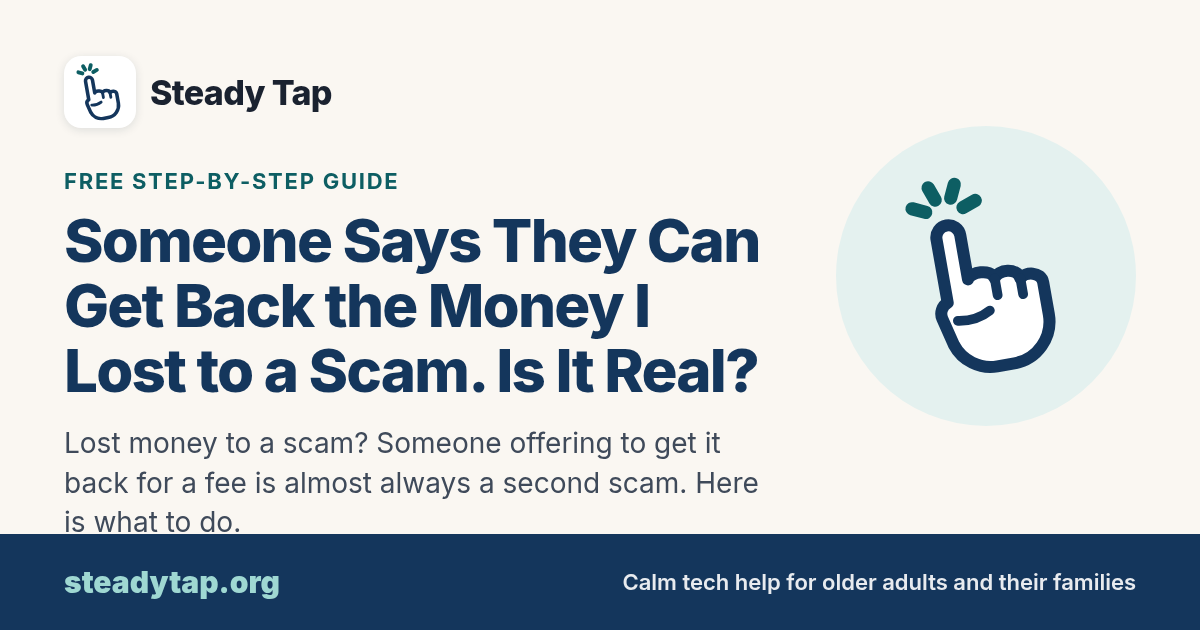 Steady Tap
FREE STEP-BY-STEP GUIDE
Someone Says They Can
Get Back the Money I
Lost to a Scam. Is It Real?
Lost money to a scam? Someone offering to get it
back for a fee is almost always a second scam. Here
is what to do.
steadytap.org
Calm tech help for older adults and their families